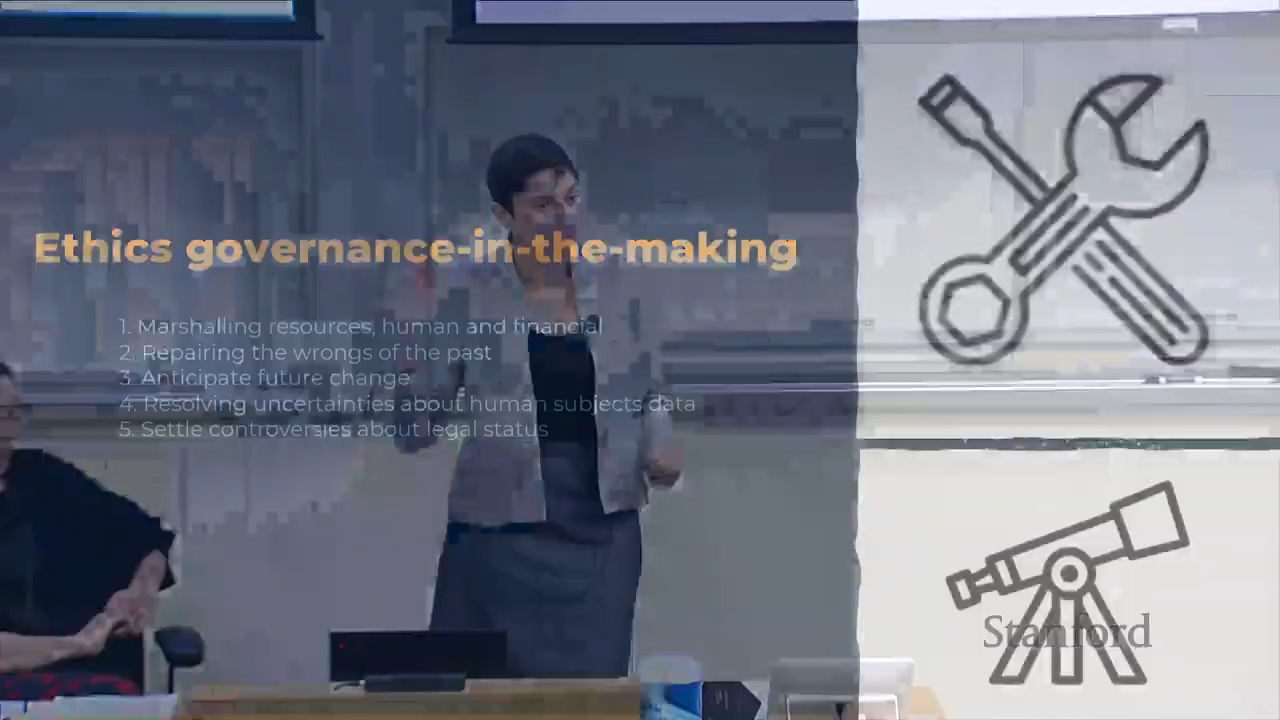 Ethics governance-in-the-making
1. Marshalling resources, human and financial
2. Repairing the wrongs of the past
3. Anticipate future change
4. Resolving uncertainties about human subjects data
5. Settle controversies about legal status
Stanford